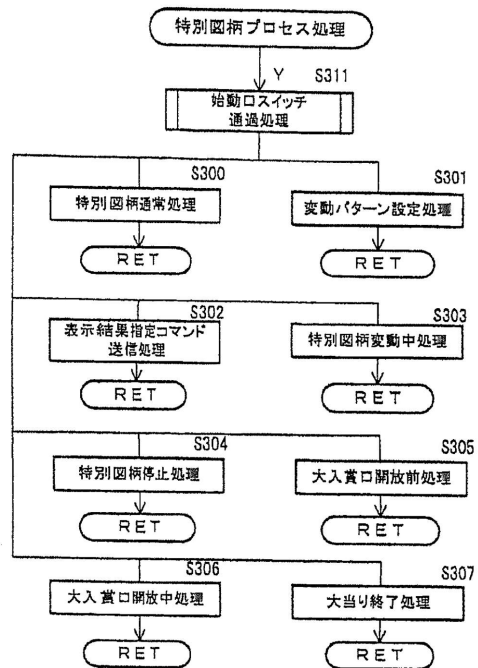 特別図柄プロセス処理
Y
S311
始動口スイッチ
通過処理
S300
特別図柄通常処理
RET
S301
変動パターン設定処理
RET
S302
表示結果指定コマンド
送信処理
RET
S303
特別図柄変動中処理
RET
S304
特別図柄停止処理
RET
S305
大入賞口開放前処理
RET
S306
大入賞口開放中処理
RET
S307
大当り終了処理
RET